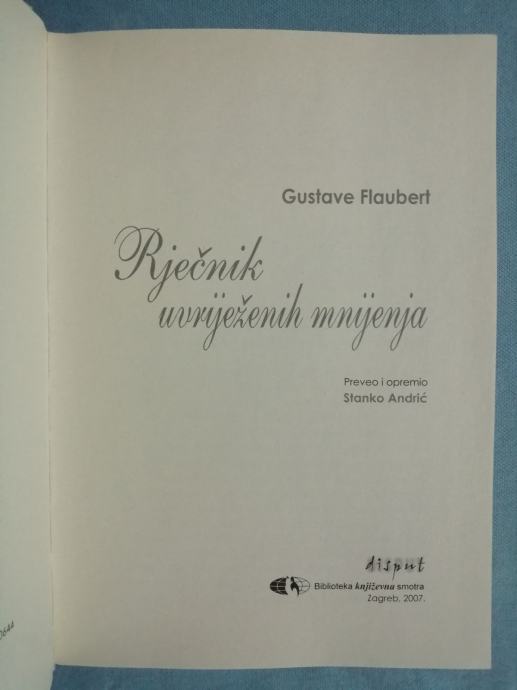 Gustave Flaubert
Rječnik
uvriježenih mnijenja
Preveo i opremio
Stanko Andrić
disput
Biblioteka književna smotra
Zagreb, 2007.